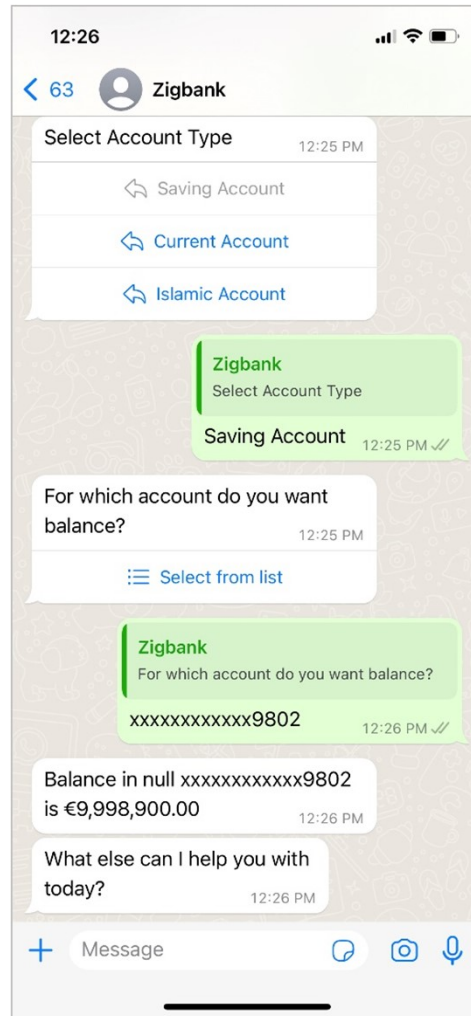 12:26
63 Zigbank
Select Account Type 12:25 PM
Saving Account
Current Account
Islamic Account
Zigbank
Select Account Type
Saving Account 12:25 PM
For which account do you want
balance? 12:25 PM
Select from list
Zigbank
For which account do you want balance?
xxxxxxxxxxxx9802 12:26 PM
Balance in null xxxxxxxxxxxx9802
is €9,998,900.00 12:26 PM
What else can I help you with
today? 12:26 PM
Message